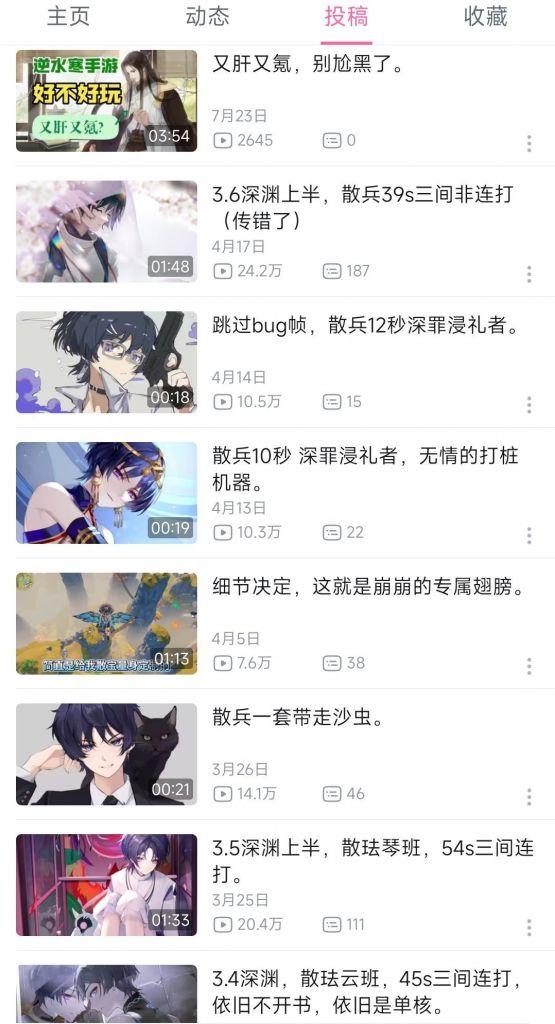 主页 动态 投稿 收藏
逆水寒手游
好不好玩
又肝又氪?
03:54
又肝又氪，别尬黑了。
7月23日
2645 0
01:48
3.6深渊上半，散兵39s三间非连打
（传错了）
4月17日
24.2万 187
00:18
跳过bug帧，散兵12秒深罪浸礼者。
4月14日
10.5万 15
00:19
散兵10秒 深罪浸礼者，无情的打桩
机器。
4月13日
10.3万 22
01:13
细节决定，这就是崩崩的专属翅膀。
4月5日
7.6万 38
00:21
散兵一套带走沙虫。
3月26日
14.1万 46
01:33
3.5深渊上半，散珐琴班，54s三间连
打。
3月25日
20.4万 111
3.4深渊，散珐云班，45s三间连打，
依旧不开书，依旧是单核。